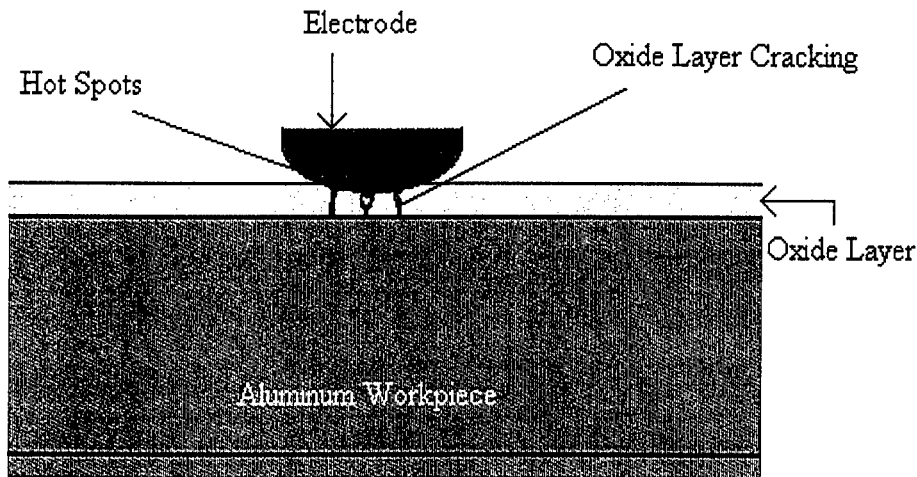 Electrode
Oxide Layer Cracking
Hot Spots
Oxide Layer
Aluminum Workpiece